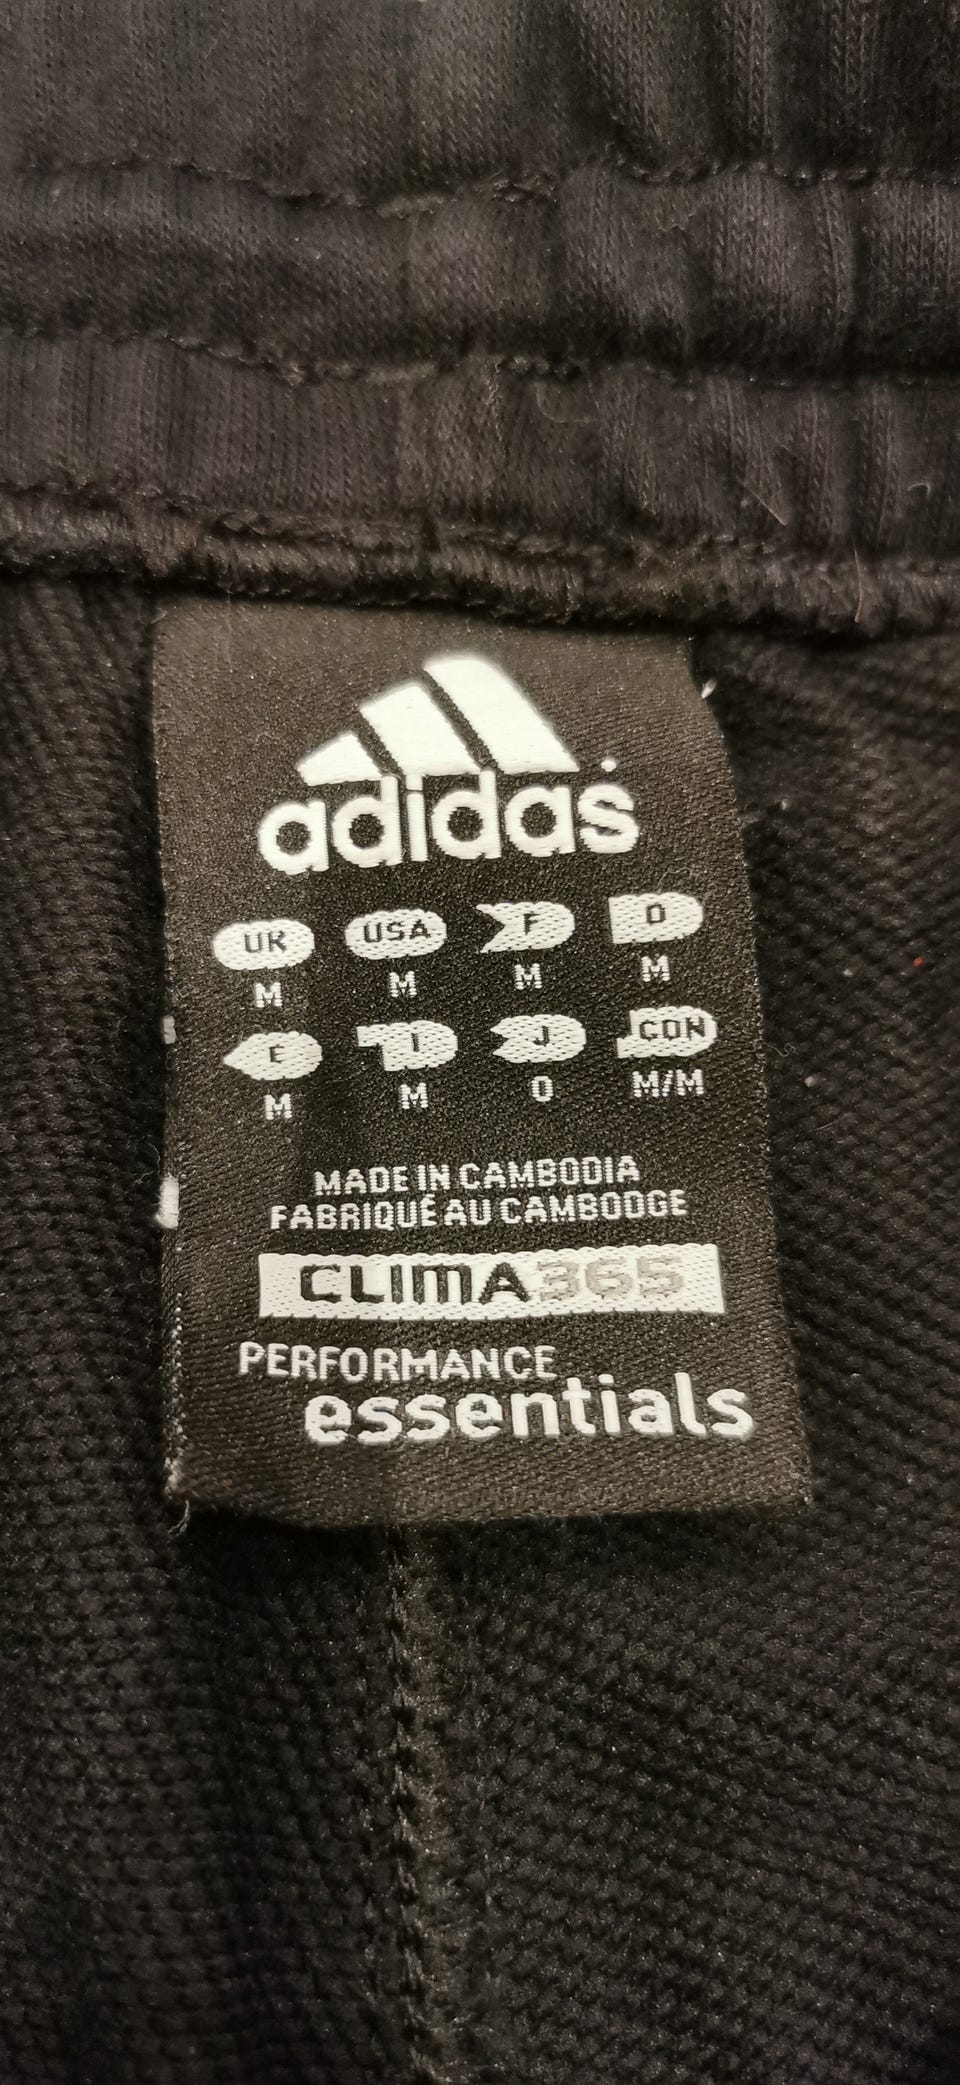 adidas
UK USA F D
M M M M
E I J CON
M M O M/M
MADE IN CAMBODIA
FABRIQUÉ AU CAMBODGE
CLIMA365
PERFORMANCE
essentials